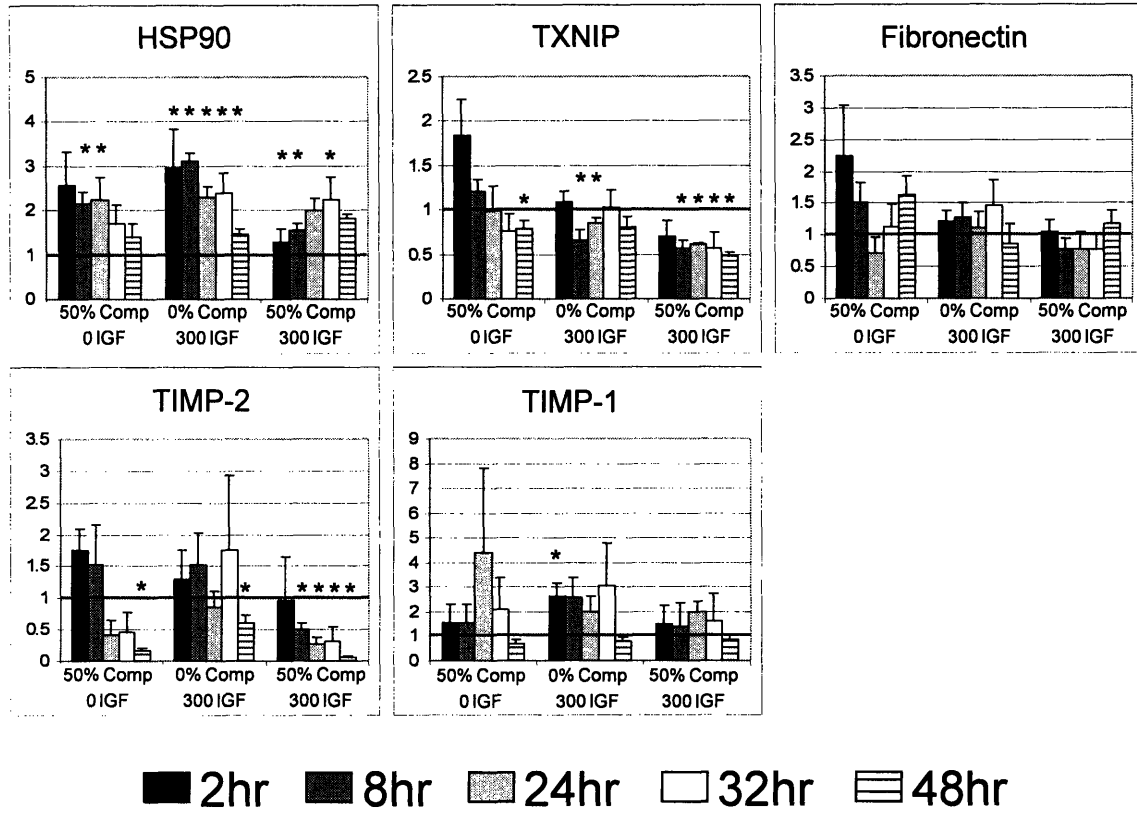 HSP90
5
4
3
2
1
0
* * * * * * * * * *
50% Comp 0% Comp 50% Comp
0 IGF 300 IGF 300 IGF
TXNIP
2.5
2
1.5
1
0.5
0
* * * * * * *
50% Comp 0% Comp 50% Comp
0 IGF 300 IGF 300 IGF
Fibronectin
3.5
3
2.5
2
1.5
1
0.5
0
50% Comp 0% Comp 50% Comp
0 IGF 300 IGF 300 IGF
TIMP-2
3.5
3
2.5
2
1.5
1
0.5
0
* * * * * *
50% Comp 0% Comp 50% Comp
0 IGF 300 IGF 300 IGF
TIMP-1
9
8
7
6
5
4
3
2
1
0
*
50% Comp 0% Comp 50% Comp
0 IGF 300 IGF 300 IGF
2hr 8hr 24hr 32hr 48hr